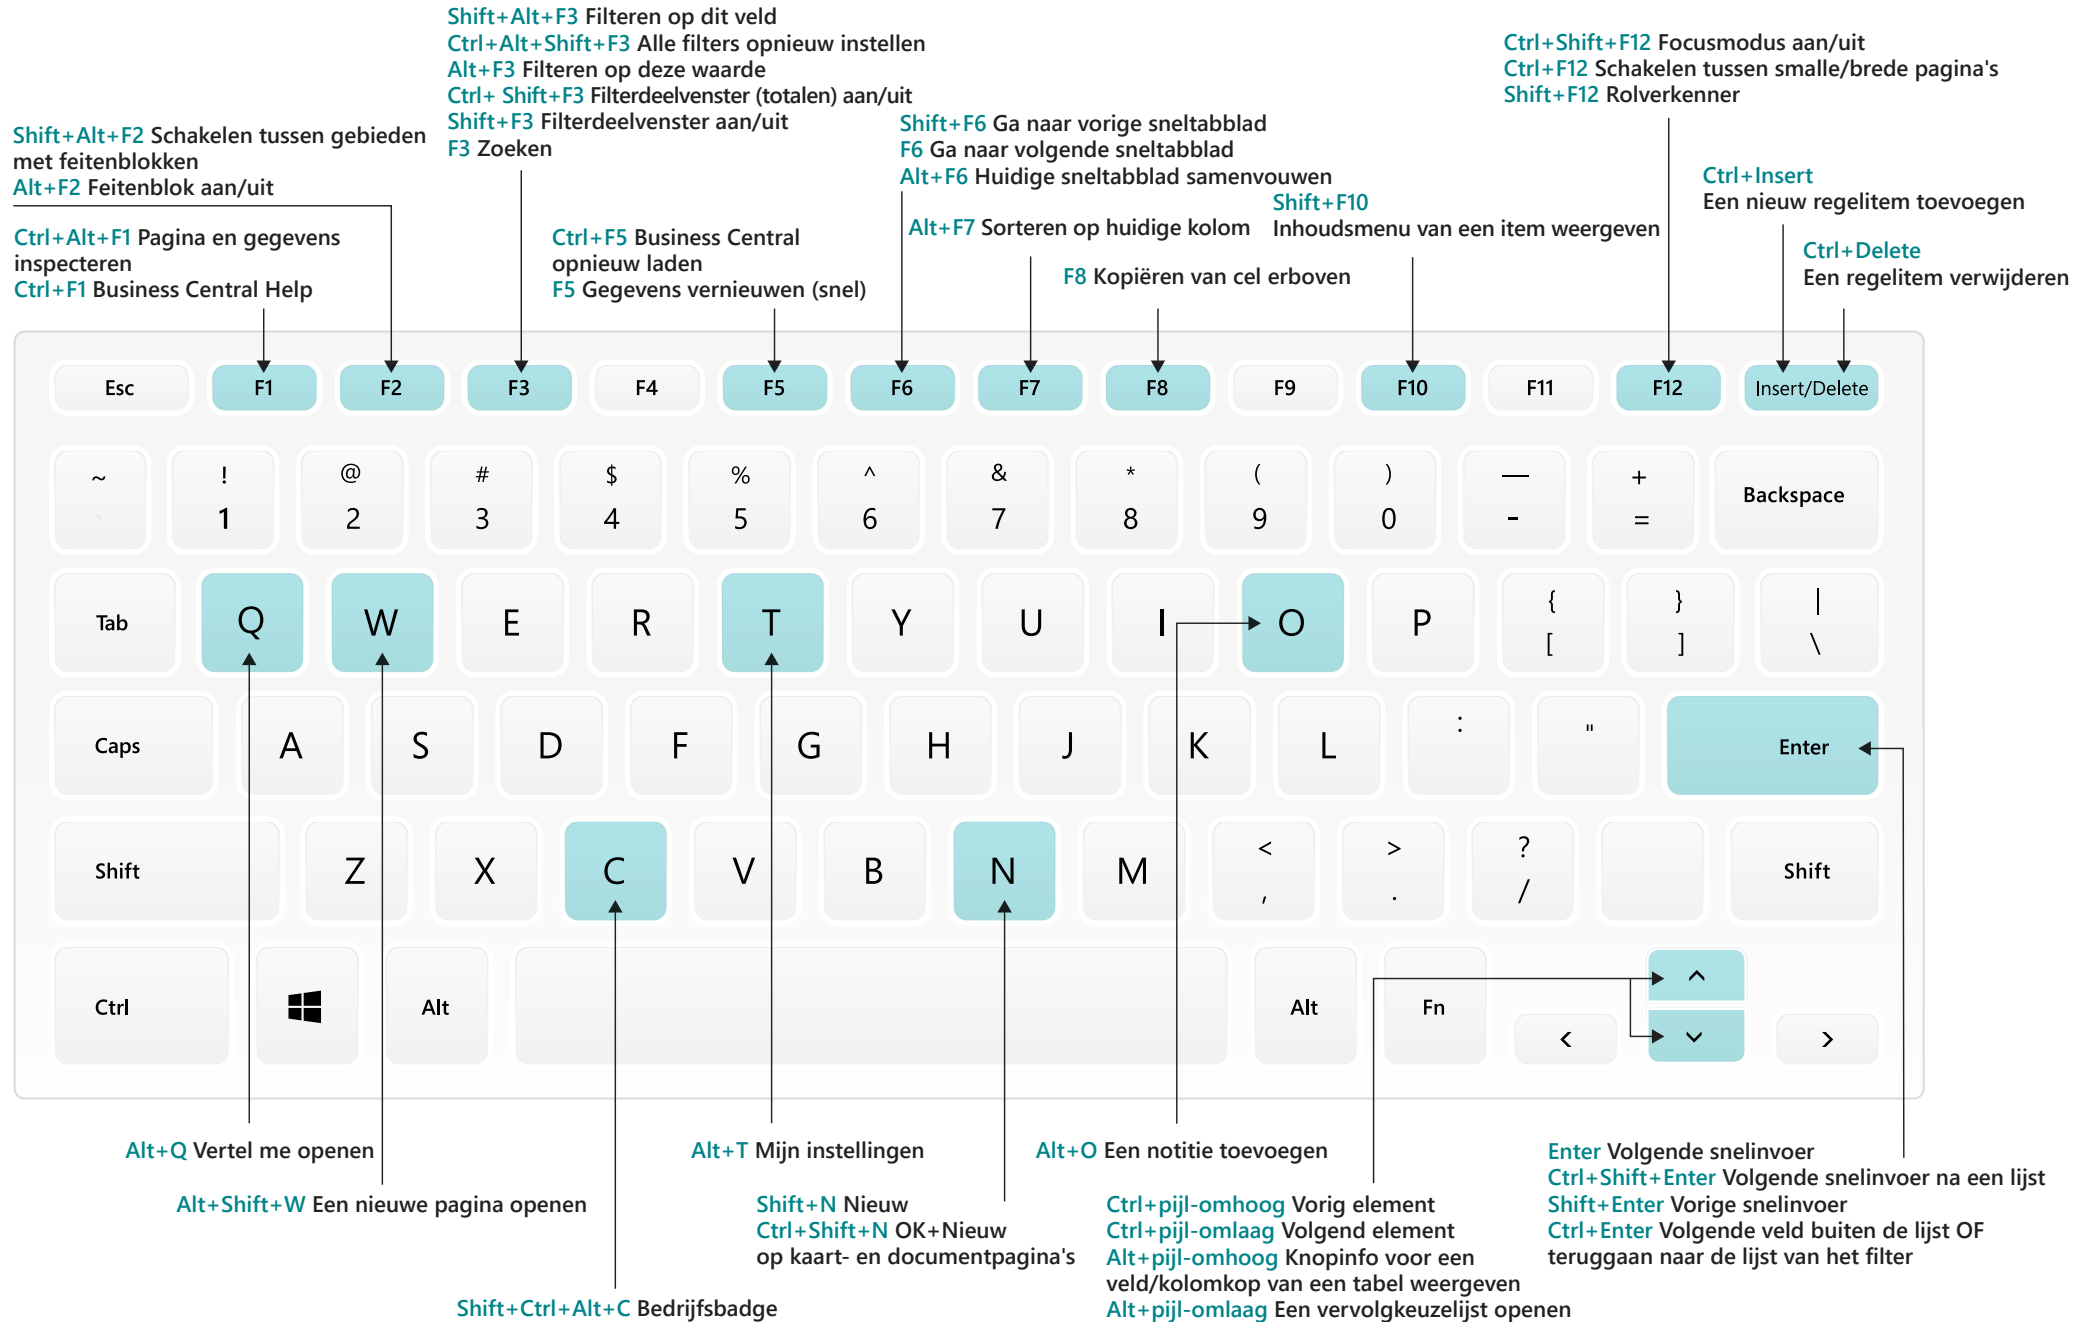 Shift+Alt+F3 Filteren op dit veld
Ctrl+Alt+Shift+F3 Alle filters opnieuw instellen
Alt+F3 Filteren op deze waarde
Ctrl+ Shift+F3 Filterdeelvenster (totalen) aan/uit
Shift+F3 Filterdeelvenster aan/uit
F3 Zoeken
Ctrl+Shift+F12 Focusmodus aan/uit
Ctrl+F12 Schakelen tussen smalle/brede pagina's
Shift+F12 Rolverkenner
Shift+Alt+F2 Schakelen tussen gebieden
met feitenblokken
Alt+F2 Feitenblok aan/uit
Shift+F6 Ga naar vorige sneltabblad
F6 Ga naar volgende sneltabblad
Alt+F6 Huidige sneltabblad samenvouwen
Ctrl+Insert
Een nieuw regelitem toevoegen
Shift+F10
Inhoudsmenu van een item weergeven
Ctrl+Alt+F1 Pagina en gegevens
inspecteren
Ctrl+F1 Business Central Help
Ctrl+F5 Business Central
opnieuw laden
F5 Gegevens vernieuwen (snel)
Alt+F7 Sorteren op huidige kolom
F8 Kopiëren van cel erboven
Ctrl+Delete
Een regelitem verwijderen
Esc F1 F2 F3 F4 F5 F6 F7 F8 F9 F10 F11 F12 Insert/Delete
~ ! @ # $ % ^ & * ( ) — +
` 1 2 3 4 5 6 7 8 9 0 - =
Backspace
Tab Q W E R T Y U I O P { } |
[ ] \
Caps A S D F G H J K L : " Enter
Shift Z X C V B N M < > ? Shift
, . /
Ctrl Alt Alt Fn ^ < ⌄ >
Alt+Q Vertel me openen
Alt+T Mijn instellingen
Alt+O Een notitie toevoegen
Alt+Shift+W Een nieuwe pagina openen
Shift+N Nieuw
Ctrl+Shift+N OK+Nieuw
op kaart- en documentpagina's
Shift+Ctrl+Alt+C Bedrijfsbadge
Ctrl+pijl-omhoog Vorig element
Ctrl+pijl-omlaag Volgend element
Alt+pijl-omhoog Knopinfo voor een
veld/kolomkop van een tabel weergeven
Alt+pijl-omlaag Een vervolgkeuzelijst openen
Enter Volgende snelinvoer
Ctrl+Shift+Enter Volgende snelinvoer na een lijst
Shift+Enter Vorige snelinvoer
Ctrl+Enter Volgende veld buiten de lijst OF
teruggaan naar de lijst van het filter